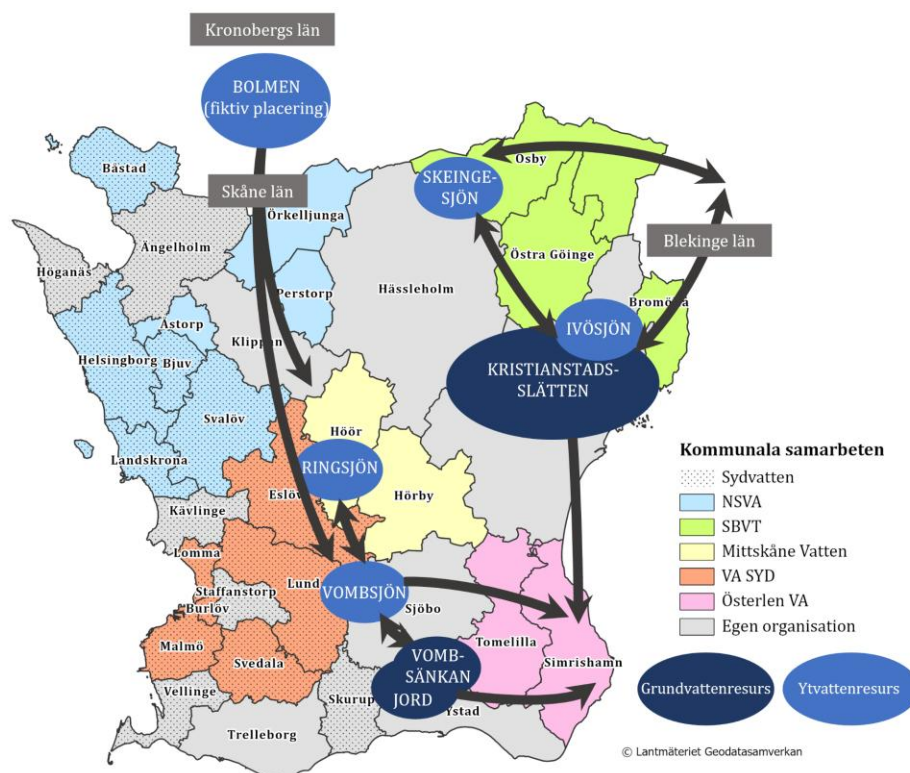 Kronobergs län
BOLMEN
(fiktiv placering)
Båstad
Skåne län
Osby
SKEINGE-
SJÖN
Örkelljunga
Ängelholm
Östra Göinge
Blekinge län
Höganäs
Hässleholm
Perstorp
Bromölla
Åstorp
IVÖSJÖN
Klippan
Helsingborg
Bjuv
KRISTIANSTADS-
SLÄTTEN
Svalöv
Höör
Landskrona
RINGSJÖN
Eslöv
Hörby
Kävlinge
Lomma
Lund
Staffanstorp
VOMBSJÖN
Burlöv
Sjöbo
Malmö
Svedala
Tomelilla
VOMB-
SÄNKAN
JORD
Simrishamn
Vellinge
Skurup
Ystad
Trelleborg
Kommunala samarbeten
Sydvatten
NSVA
SBVT
Mittskåne Vatten
VA SYD
Österlen VA
Egen organisation
Grundvattenresurs
Ytvattenresurs
© Lantmäteriet Geodatasamverkan